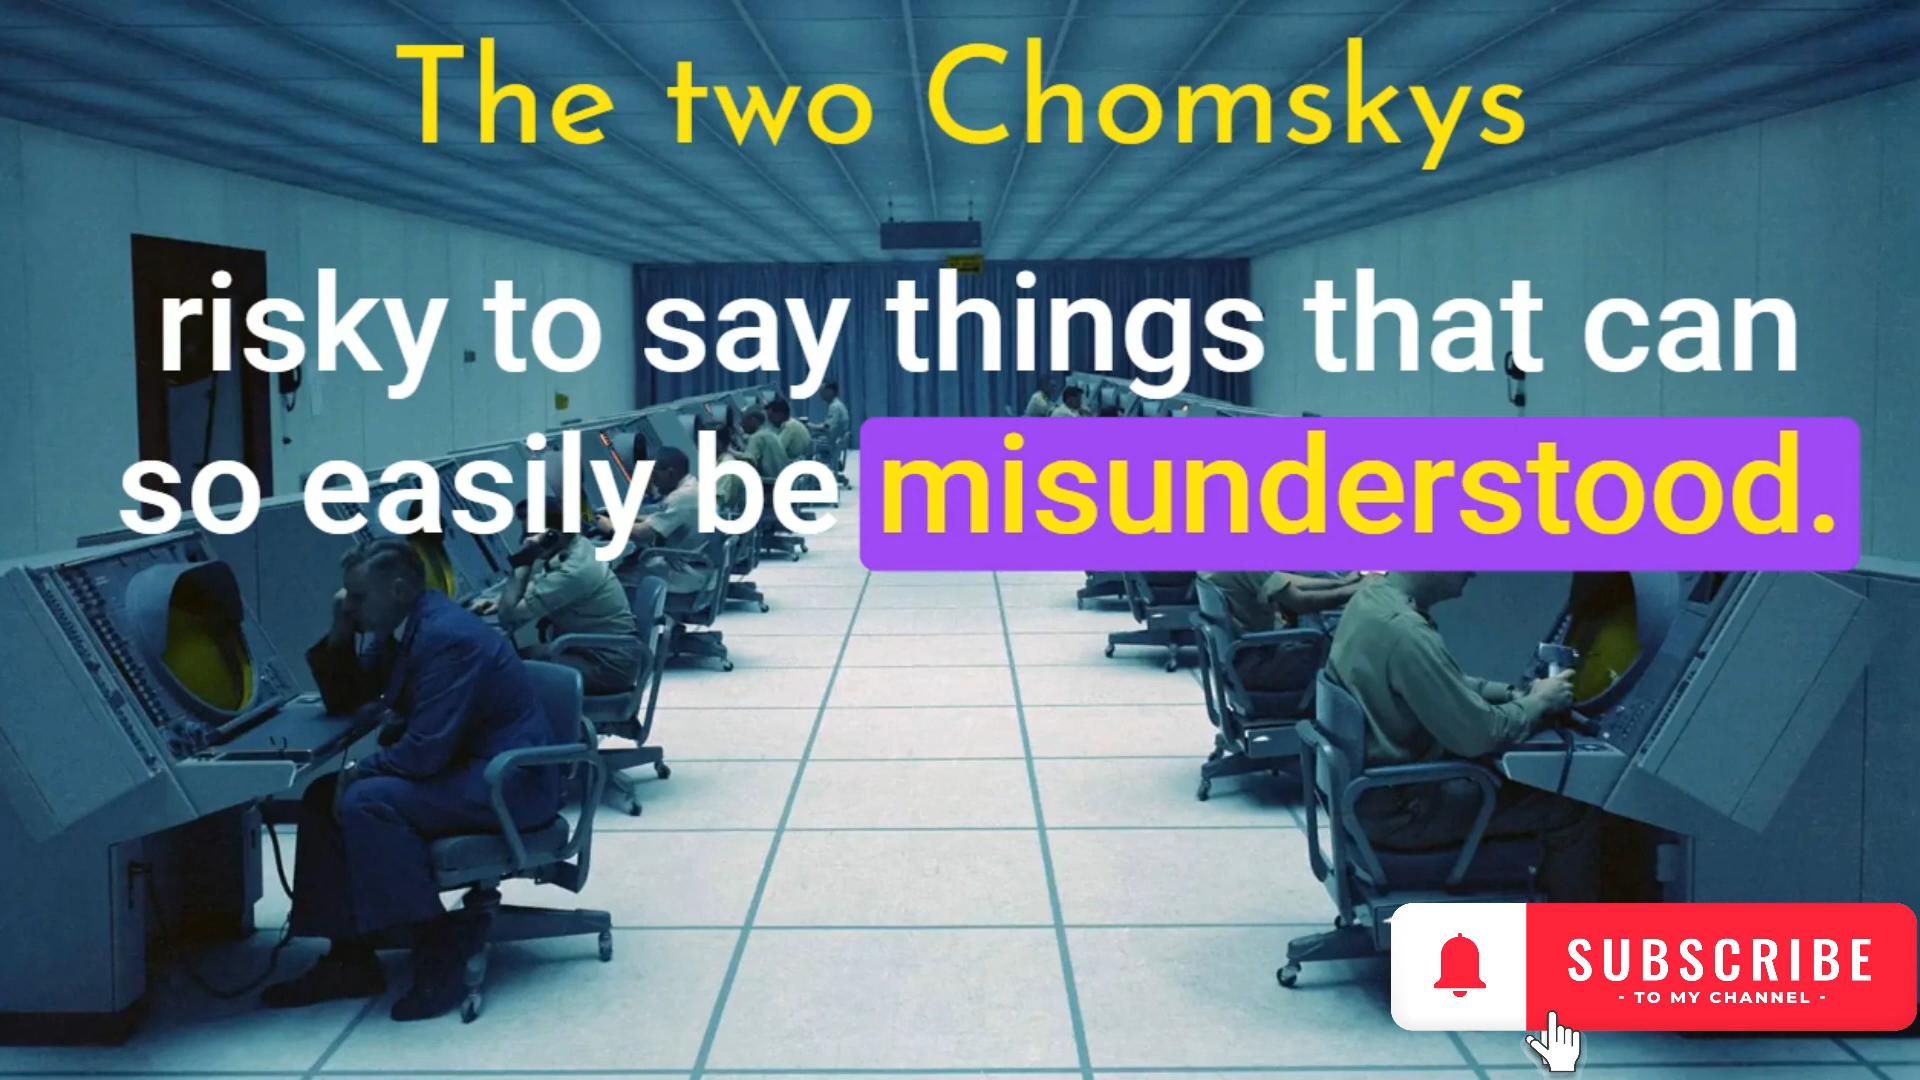 The two Chomskys
risky to say things that can
so easily be misunderstood.
SUBSCRIBE
- TO MY CHANNEL -